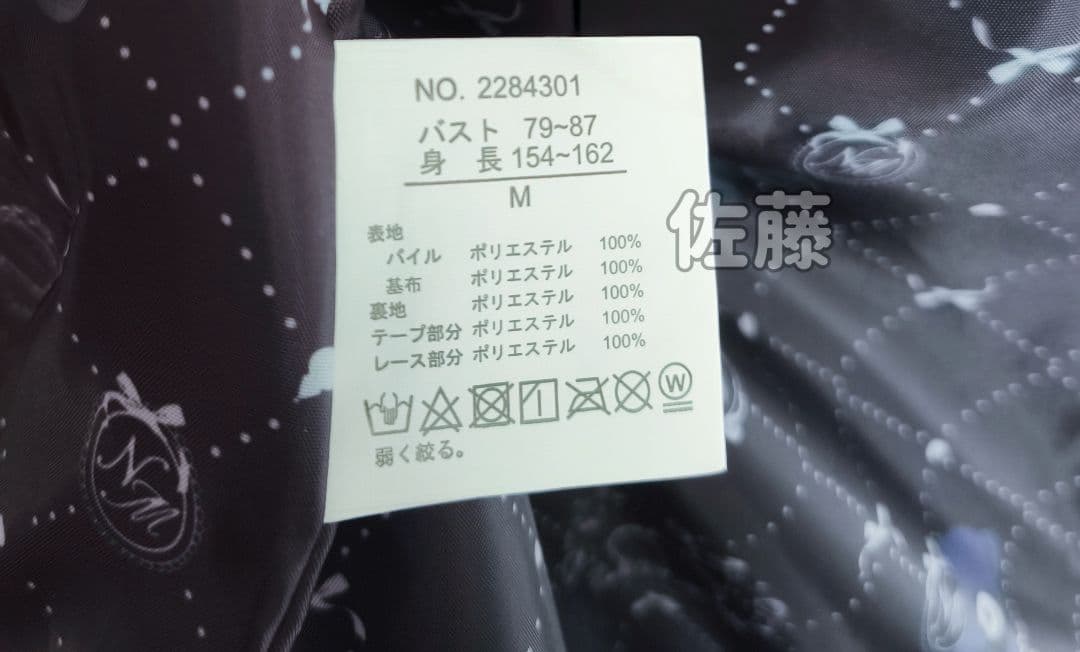 NO. 2284301
バスト 79~87
身 長 154~162
M
表地
パイル ポリエステル 100%
基布 ポリエステル 100%
裏地 ポリエステル 100%
テープ部分 ポリエステル 100%
レース部分 ポリエステル 100%
W
弱く絞る。
佐藤